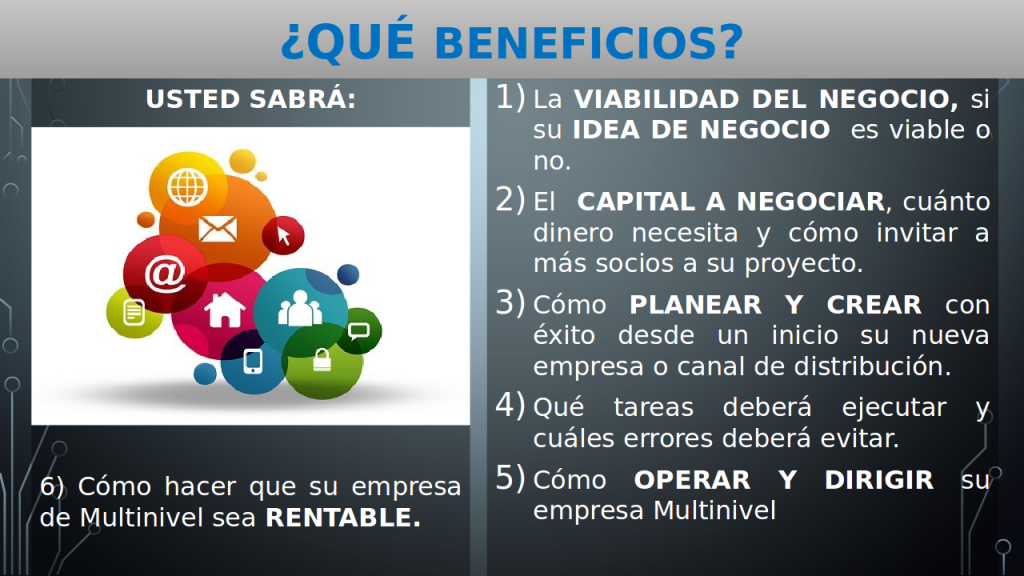 ¿QUÉ BENEFICIOS?
USTED SABRÁ:
1) La VIABILIDAD DEL NEGOCIO, si
su IDEA DE NEGOCIO es viable o
no.
2) El CAPITAL A NEGOCIAR, cuánto
dinero necesita y cómo invitar a
más socios a su proyecto.
3) Cómo PLANEAR Y CREAR con
éxito desde un inicio su nueva
empresa o canal de distribución.
4) Qué tareas deberá ejecutar y
cuáles errores deberá evitar.
5) Cómo OPERAR Y DIRIGIR su
empresa Multinivel
6) Cómo hacer que su empresa
de Multinivel sea RENTABLE.
@